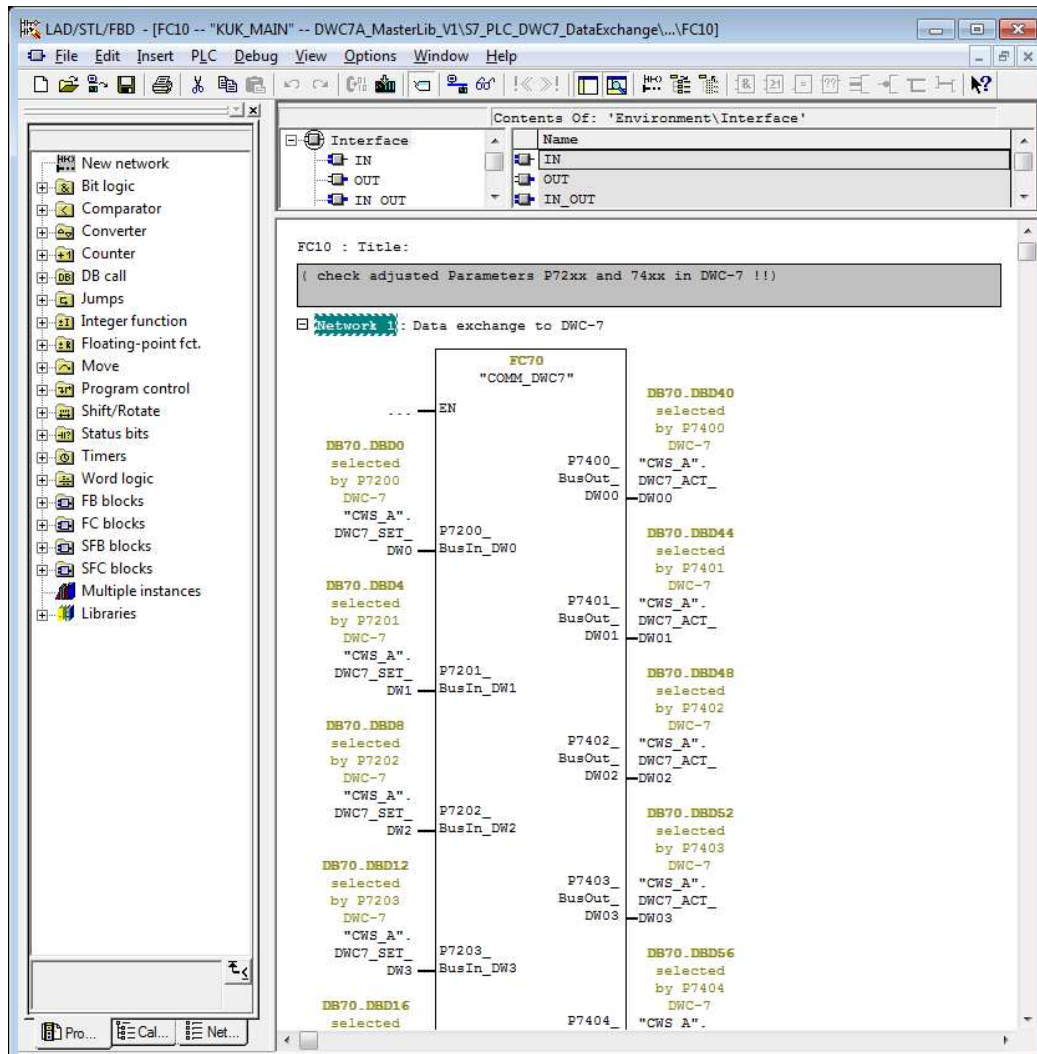 LAD/STL/FBD - [FC10 -- "KUK_MAIN" -- DWC7A_MasterLib_V1\S7_PLC_DWC7_DataExchange\...\FC10]
File Edit Insert PLC Debug View Options Window Help
New network
Bit logic
Comparator
Converter
Counter
DB call
Jumps
Integer function
Floating-point fct.
Move
Program control
Shift/Rotate
Status bits
Timers
Word logic
FB blocks
FC blocks
SFB blocks
SFC blocks
Multiple instances
Libraries
Pro... Cal... Net...
Contents Of: 'Environment\Interface'
Interface
IN
OUT
IN OUT
Name
IN
OUT
IN_OUT
FC10 : Title:
( check adjusted Parameters P72xx and 74xx in DWC-7 !!)
Network 1: Data exchange to DWC-7
FC70
"COMM_DWC7"
... EN
DB70.DBD0
selected
by P7200
DWC-7
"CWS_A".
DWC7_SET_
DW0
P7200_
BusIn_DW0
DB70.DBD4
selected
by P7201
DWC-7
"CWS_A".
DWC7_SET_
DW1
P7201_
BusIn_DW1
DB70.DBD8
selected
by P7202
DWC-7
"CWS_A".
DWC7_SET_
DW2
P7202_
BusIn_DW2
DB70.DBD12
selected
by P7203
DWC-7
"CWS_A".
DWC7_SET_
DW3
P7203_
BusIn_DW3
DB70.DBD16
selected
P7400_
BusOut_
DW00
DB70.DBD40
selected
by P7400
DWC-7
"CWS_A".
DWC7_ACT_
DW00
P7401_
BusOut_
DW01
DB70.DBD44
selected
by P7401
DWC-7
"CWS_A".
DWC7_ACT_
DW01
P7402_
BusOut_
DW02
DB70.DBD48
selected
by P7402
DWC-7
"CWS_A".
DWC7_ACT_
DW02
P7403_
BusOut_
DW03
DB70.DBD52
selected
by P7403
DWC-7
"CWS_A".
DWC7_ACT_
DW03
P7404_
DB70.DBD56
selected
by P7404
DWC-7
"CWS A".